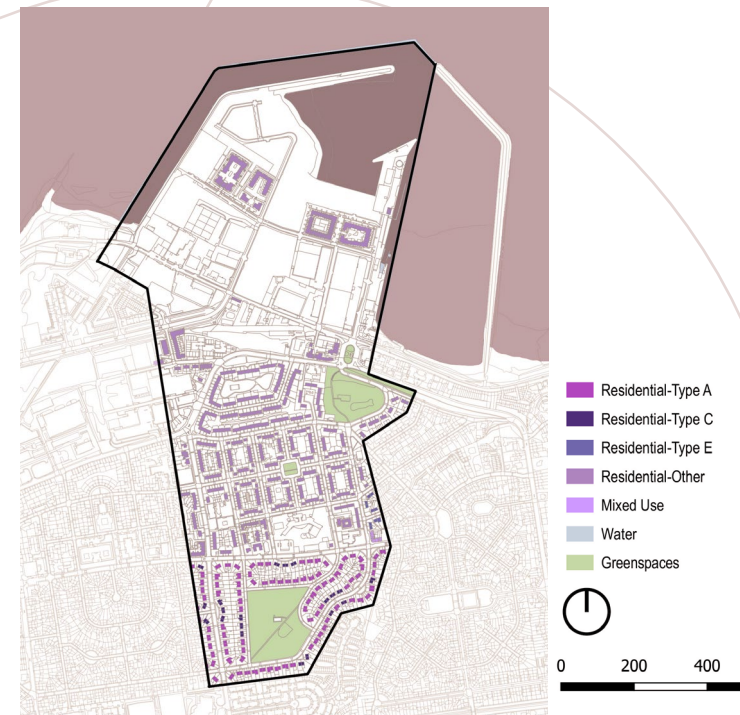 Residential-Type A
Residential-Type C
Residential-Type E
Residential-Other
Mixed Use
Water
Greenspaces
0 200 400